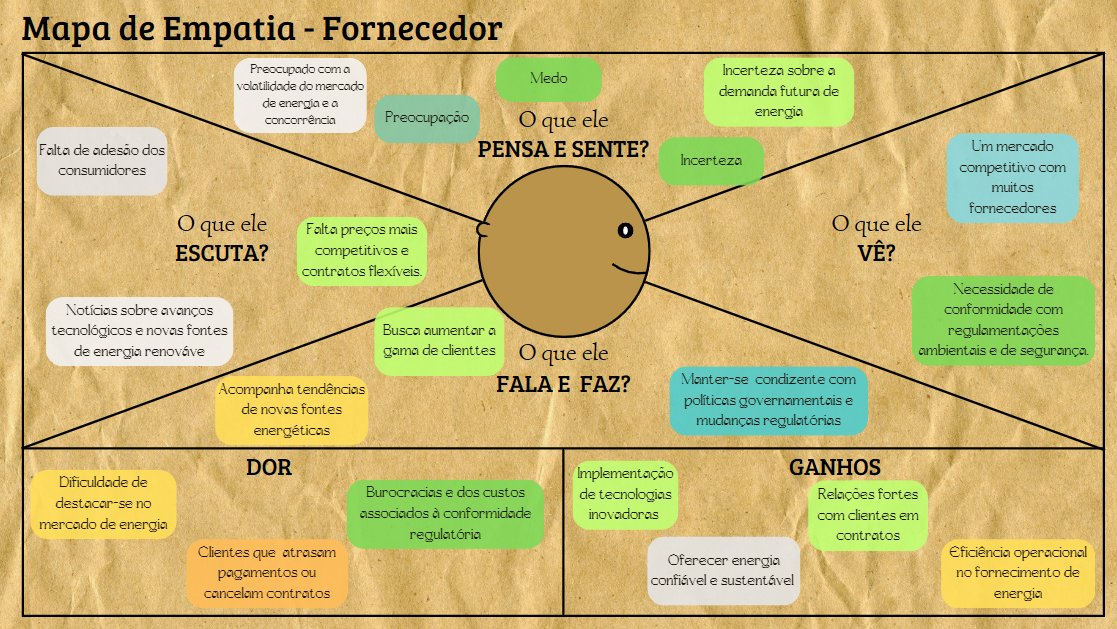 Mapa de Empatia - Fornecedor
Preocupado com a
volatilidade do mercado
de energia e a
concorrência
Preocupação
Medo
O que ele
PENSA E SENTE?
Incerteza sobre a
demanda futura de
energia
Incerteza
Falta de adesão dos
consumidores
O que ele
ESCUTA?
Falta preços mais
competitivos e
contratos flexíveis.
Notícias sobre avanços
tecnológicos e novas fontes
de energia renováve
Um mercado
competitivo com
muitos
fornecedores
O que ele
VÊ?
Necessidade de
conformidade com
regulamentações
ambientais e de segurança.
Busca aumentar a
gama de clienttes
O que ele
FALA E FAZ?
Acompanha tendências
de novas fontes
energéticas
Manter-se condizente com
políticas governamentais e
mudanças regulatórias
DOR
Dificuldade de
destacar-se no
mercado de energia
Burocracias e dos custos
associados à conformidade
regulatória
Clientes que atrasam
pagamentos ou
cancelam contratos
GANHOS
Implementação
de tecnologias
inovadoras
Relações fortes
com clientes em
contratos
Oferecer energia
confiável e sustentável
Eficiência operacional
no fornecimento de
energia